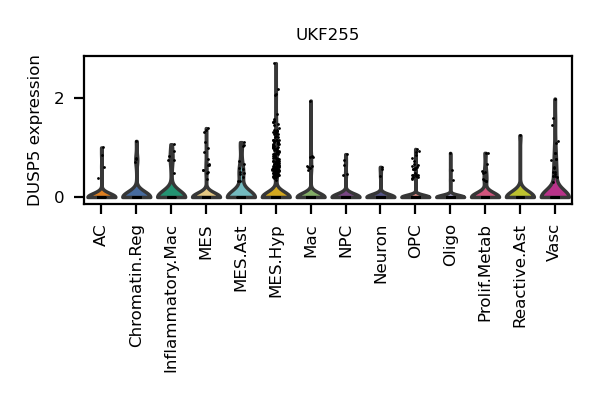 UKF255
DUSP5 expression
2
0
AC
Chromatin.Reg
Inflammatory.Mac
MES
MES.Ast
MES.Hyp
Mac
NPC
Neuron
OPC
Oligo
Prolif.Metab
Reactive.Ast
Vasc